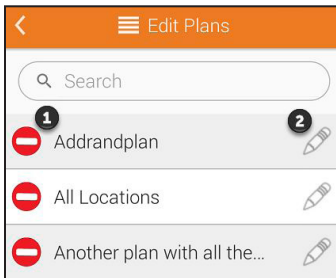 Edit Plans
Search
1 2
Addrandplan
All Locations
Another plan with all the...